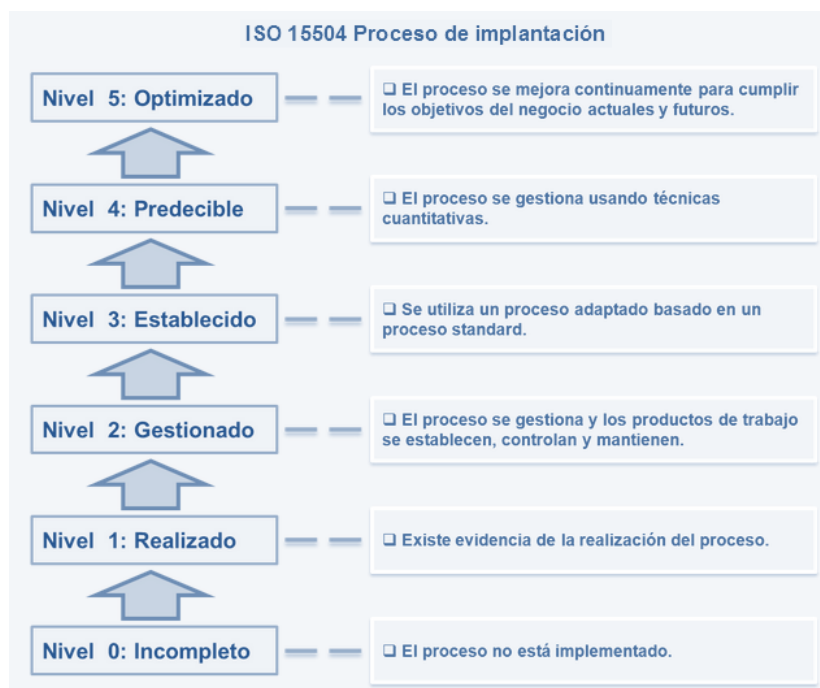 ISO 15504 Proceso de implantación
Nivel 5: Optimizado
❑ El proceso se mejora continuamente para cumplir
los objetivos del negocio actuales y futuros.
Nivel 4: Predecible
❑ El proceso se gestiona usando técnicas
cuantitativas.
Nivel 3: Establecido
❑ Se utiliza un proceso adaptado basado en un
proceso standard.
Nivel 2: Gestionado
❑ El proceso se gestiona y los productos de trabajo
se establecen, controlan y mantienen.
Nivel 1: Realizado
❑ Existe evidencia de la realización del proceso.
Nivel 0: Incompleto
❑ El proceso no está implementado.